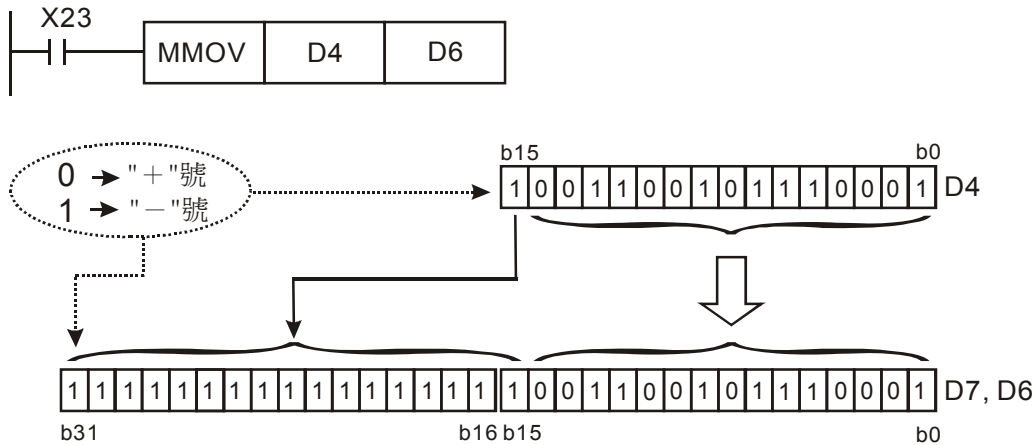 X23
MMOV D4 D6
b15 b0
0 → "＋"號
1 → "－"號
1 0 0 1 1 0 0 1 0 1 1 1 0 0 0 1 D4
1 1 1 1 1 1 1 1 1 1 1 1 1 1 1 1 1 0 0 1 1 0 0 1 0 1 1 1 0 0 0 1 D7, D6
b31 b16 b15 b0